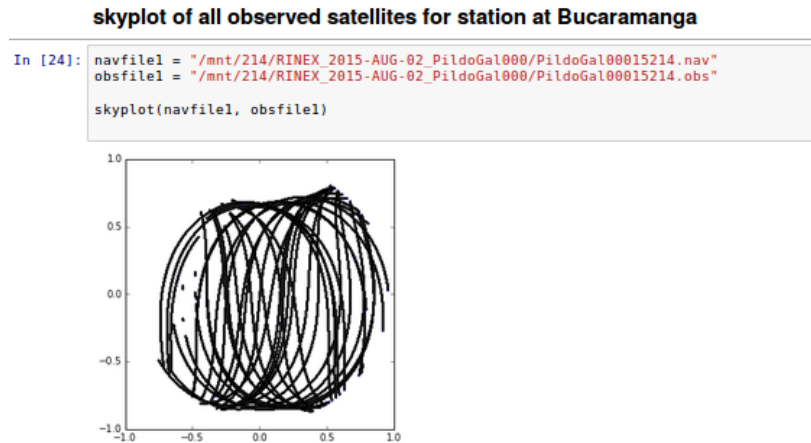 skyplot of all observed satellites for station at Bucaramanga
In [24]: navfile1 = "/mnt/214/RINEX_2015-AUG-02_PildoGal000/PildoGal00015214.nav"
obsfile1 = "/mnt/214/RINEX_2015-AUG-02_PildoGal000/PildoGal00015214.obs"
skyplot(navfile1, obsfile1)
1.0
0.5
0.0
−0.5
−1.0
−1.0 −0.5 0.0 0.5 1.0